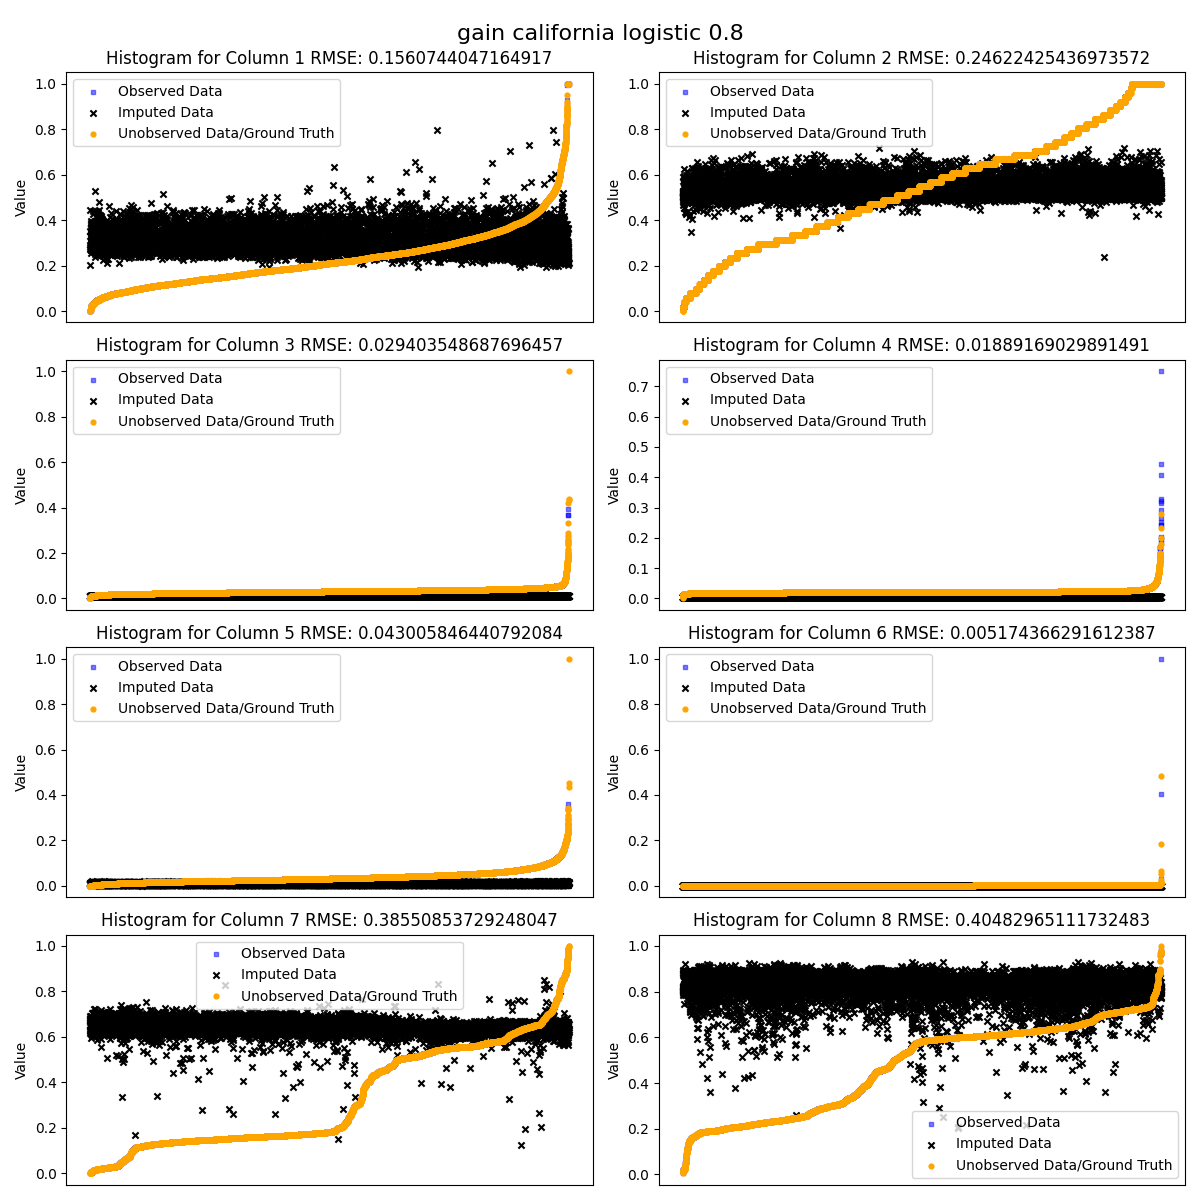 gain california logistic 0.8
Histogram for Column 1 RMSE: 0.1560744047164917
Value
1.0
0.8
0.6
0.4
0.2
0.0
Observed Data
Imputed Data
Unobserved Data/Ground Truth
Histogram for Column 2 RMSE: 0.24622425436973572
Value
1.0
0.8
0.6
0.4
0.2
0.0
Observed Data
Imputed Data
Unobserved Data/Ground Truth
Histogram for Column 3 RMSE: 0.029403548687696457
Value
1.0
0.8
0.6
0.4
0.2
0.0
Observed Data
Imputed Data
Unobserved Data/Ground Truth
Histogram for Column 4 RMSE: 0.01889169029891491
Value
0.7
0.6
0.5
0.4
0.3
0.2
0.1
0.0
Observed Data
Imputed Data
Unobserved Data/Ground Truth
Histogram for Column 5 RMSE: 0.043005846440792084
Value
1.0
0.8
0.6
0.4
0.2
0.0
Observed Data
Imputed Data
Unobserved Data/Ground Truth
Histogram for Column 6 RMSE: 0.005174366291612387
Value
1.0
0.8
0.6
0.4
0.2
0.0
Observed Data
Imputed Data
Unobserved Data/Ground Truth
Histogram for Column 7 RMSE: 0.38550853729248047
Value
1.0
0.8
0.6
0.4
0.2
0.0
Observed Data
Imputed Data
Unobserved Data/Ground Truth
Histogram for Column 8 RMSE: 0.40482965111732483
Value
1.0
0.8
0.6
0.4
0.2
0.0
Observed Data
Imputed Data
Unobserved Data/Ground Truth